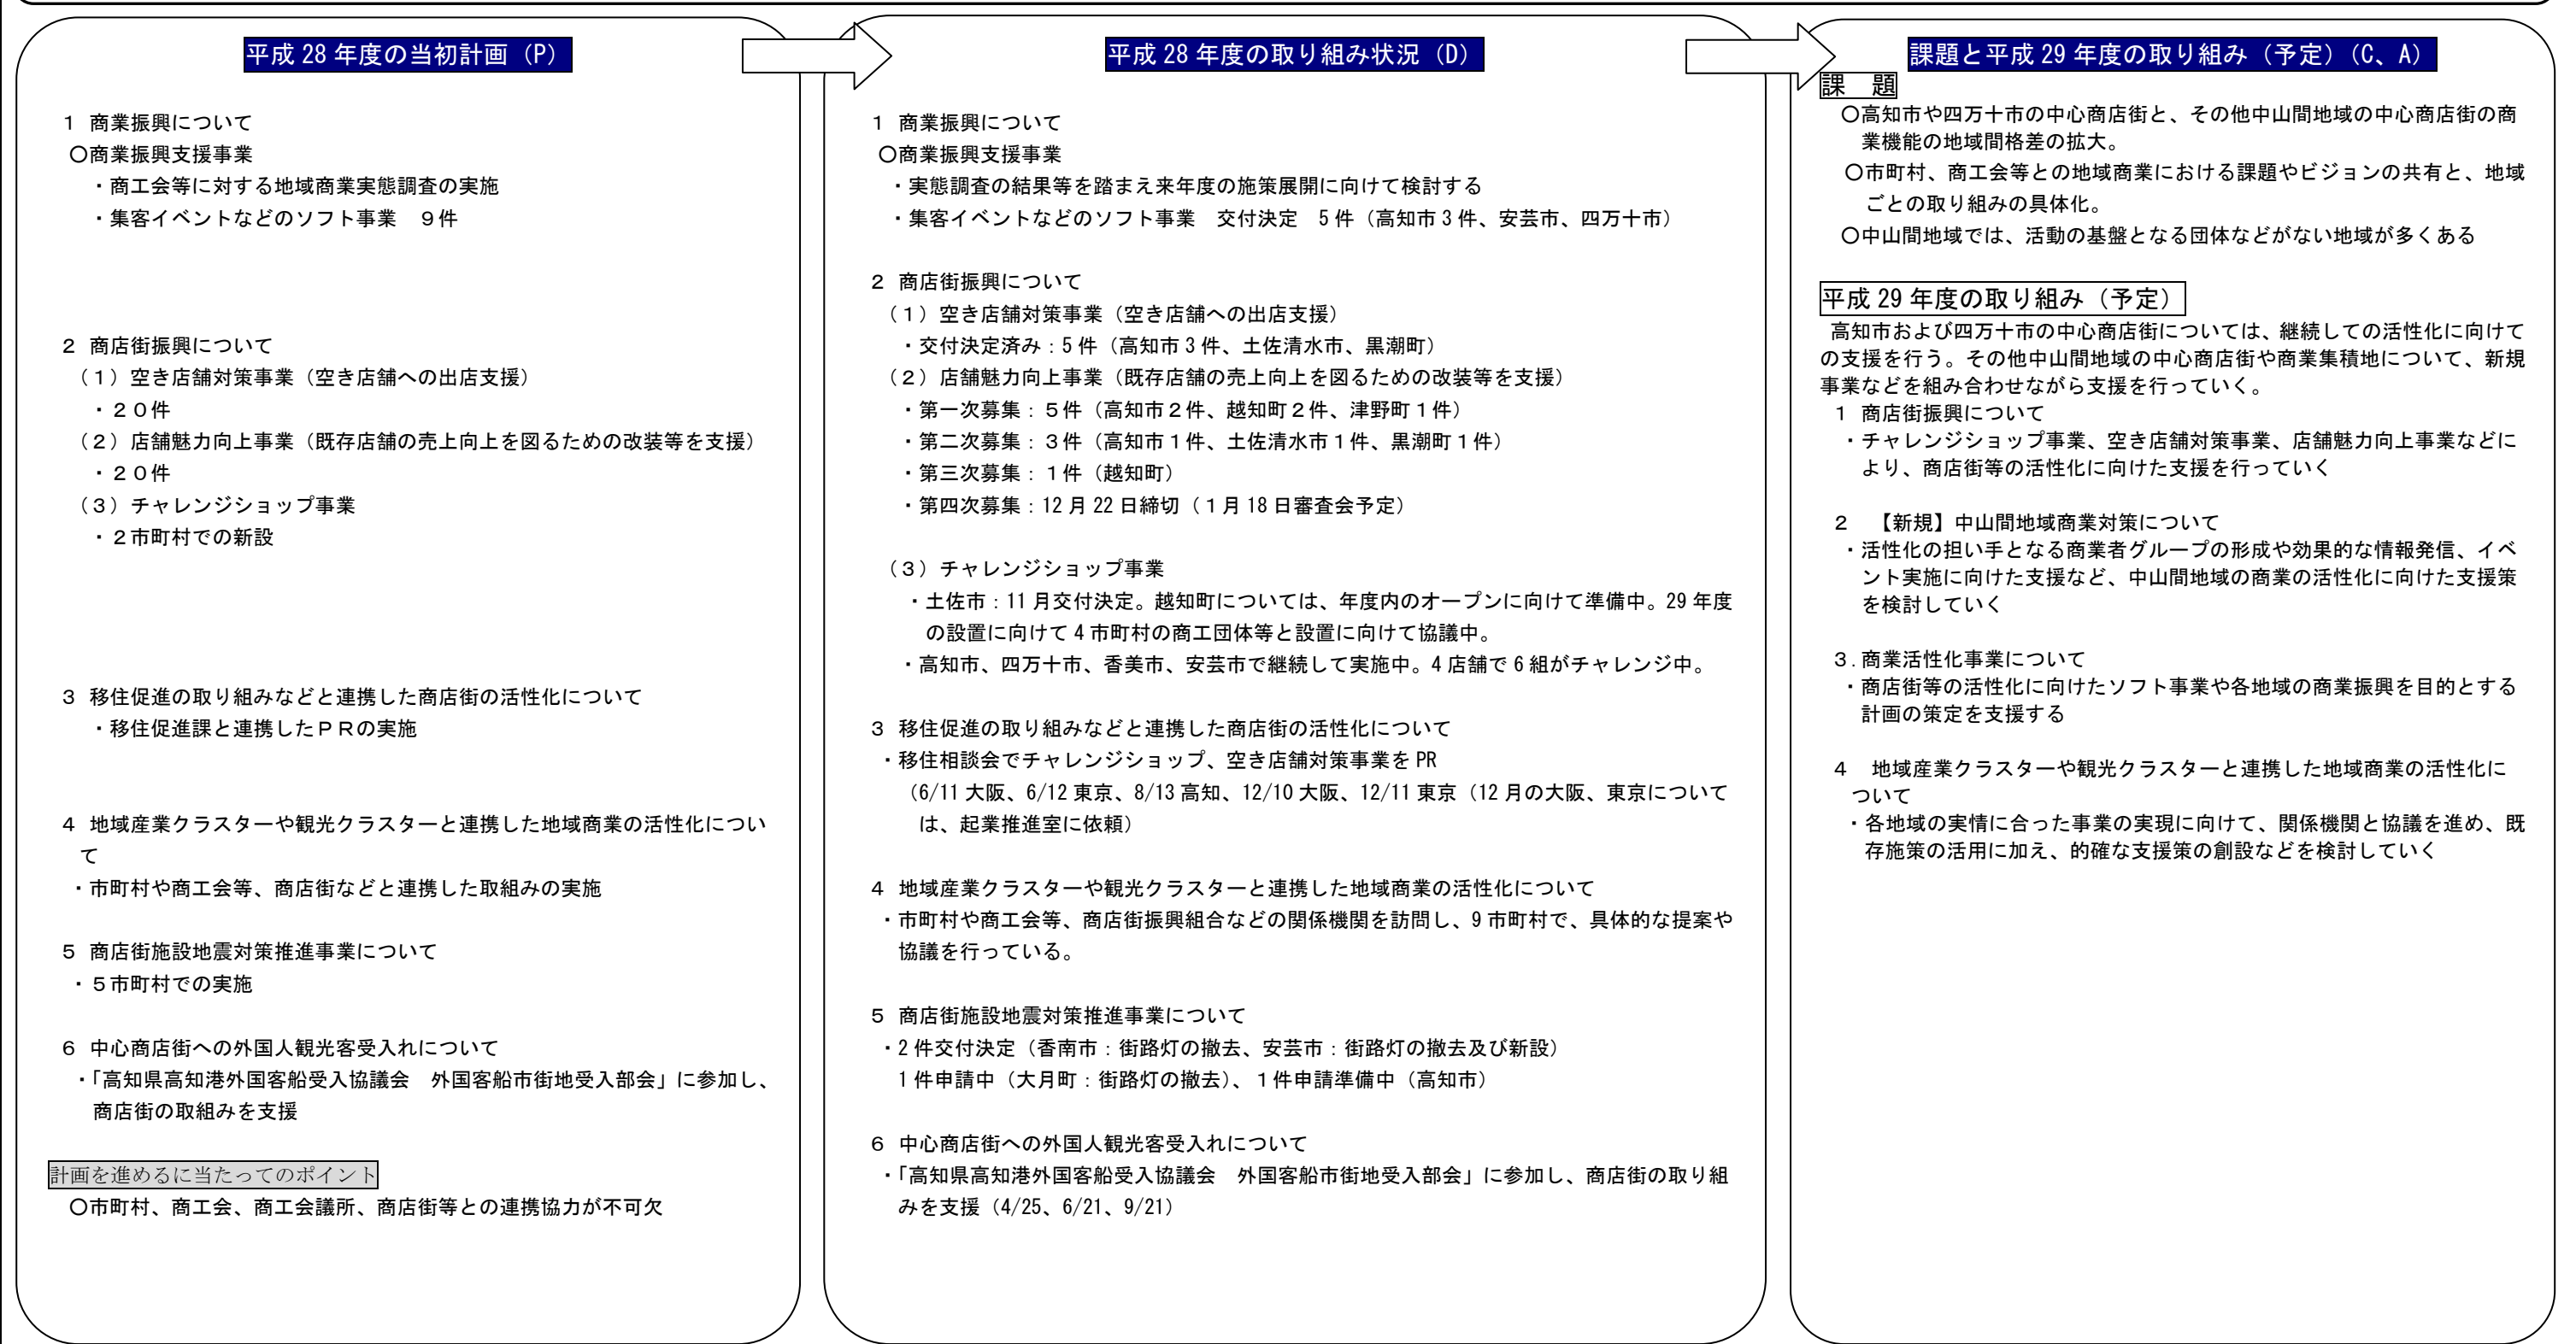 平成 28 年度の当初計画（P）
1 商業振興について
〇商業振興支援事業
・商工会等に対する地域商業実態調査の実施
・集客イベントなどのソフト事業　９件
2 商店街振興について
（１）空き店舗対策事業（空き店舗への出店支援）
・２０件
（２）店舗魅力向上事業（既存店舗の売上向上を図るための改装等を支援）
・２０件
（３）チャレンジショップ事業
・２市町村での新設
3 移住促進の取り組みなどと連携した商店街の活性化について
・移住促進課と連携したＰＲの実施
4 地域産業クラスターや観光クラスターと連携した地域商業の活性化につい
て
・市町村や商工会等、商店街などと連携した取組みの実施
5 商店街施設地震対策推進事業について
・５市町村での実施
6 中心商店街への外国人観光客受入れについて
・「高知県高知港外国客船受入協議会　外国客船市街地受入部会」に参加し、
商店街の取組みを支援
計画を進めるに当たってのポイント
〇市町村、商工会、商工会議所、商店街等との連携協力が不可欠
平成 28 年度の取り組み状況（D）
1 商業振興について
〇商業振興支援事業
・実態調査の結果等を踏まえ来年度の施策展開に向けて検討する
・集客イベントなどのソフト事業　交付決定　5 件（高知市 3 件、安芸市、四万十市）
2 商店街振興について
（１）空き店舗対策事業（空き店舗への出店支援）
・交付決定済み：5 件（高知市 3 件、土佐清水市、黒潮町）
（２）店舗魅力向上事業（既存店舗の売上向上を図るための改装等を支援）
・第一次募集：５件（高知市２件、越知町２件、津野町１件）
・第二次募集：３件（高知市１件、土佐清水市１件、黒潮町１件）
・第三次募集：１件（越知町）
・第四次募集：12 月 22 日締切（１月 18 日審査会予定）
（３）チャレンジショップ事業
・土佐市：11 月交付決定。越知町については、年度内のオープンに向けて準備中。29 年度
の設置に向けて 4 市町村の商工団体等と設置に向けて協議中。
・高知市、四万十市、香美市、安芸市で継続して実施中。4 店舗で 6 組がチャレンジ中。
3 移住促進の取り組みなどと連携した商店街の活性化について
・移住相談会でチャレンジショップ、空き店舗対策事業を PR
（6/11 大阪、6/12 東京、8/13 高知、12/10 大阪、12/11 東京（12 月の大阪、東京について
は、起業推進室に依頼）
4 地域産業クラスターや観光クラスターと連携した地域商業の活性化について
・市町村や商工会等、商店街振興組合などの関係機関を訪問し、9 市町村で、具体的な提案や
協議を行っている。
5 商店街施設地震対策推進事業について
・2 件交付決定（香南市：街路灯の撤去、安芸市：街路灯の撤去及び新設）
1 件申請中（大月町：街路灯の撤去）、１件申請準備中（高知市）
6 中心商店街への外国人観光客受入れについて
・「高知県高知港外国客船受入協議会　外国客船市街地受入部会」に参加し、商店街の取り組
みを支援（4/25、6/21、9/21）
課題と平成 29 年度の取り組み（予定）（C、A）
課　題
〇高知市や四万十市の中心商店街と、その他中山間地域の中心商店街の商
業機能の地域間格差の拡大。
〇市町村、商工会等との地域商業における課題やビジョンの共有と、地域
ごとの取り組みの具体化。
〇中山間地域では、活動の基盤となる団体などがない地域が多くある
平成 29 年度の取り組み（予定）
高知市および四万十市の中心商店街については、継続しての活性化に向けて
の支援を行う。その他中山間地域の中心商店街や商業集積地について、新規
事業などを組み合わせながら支援を行っていく。
1 商店街振興について
・チャレンジショップ事業、空き店舗対策事業、店舗魅力向上事業などに
より、商店街等の活性化に向けた支援を行っていく
2　【新規】中山間地域商業対策について
・活性化の担い手となる商業者グループの形成や効果的な情報発信、イベ
ント実施に向けた支援など、中山間地域の商業の活性化に向けた支援策
を検討していく
３.商業活性化事業について
・商店街等の活性化に向けたソフト事業や各地域の商業振興を目的とする
計画の策定を支援する
4　地域産業クラスターや観光クラスターと連携した地域商業の活性化に
ついて
・各地域の実情に合った事業の実現に向けて、関係機関と協議を進め、既
存施策の活用に加え、的確な支援策の創設などを検討していく